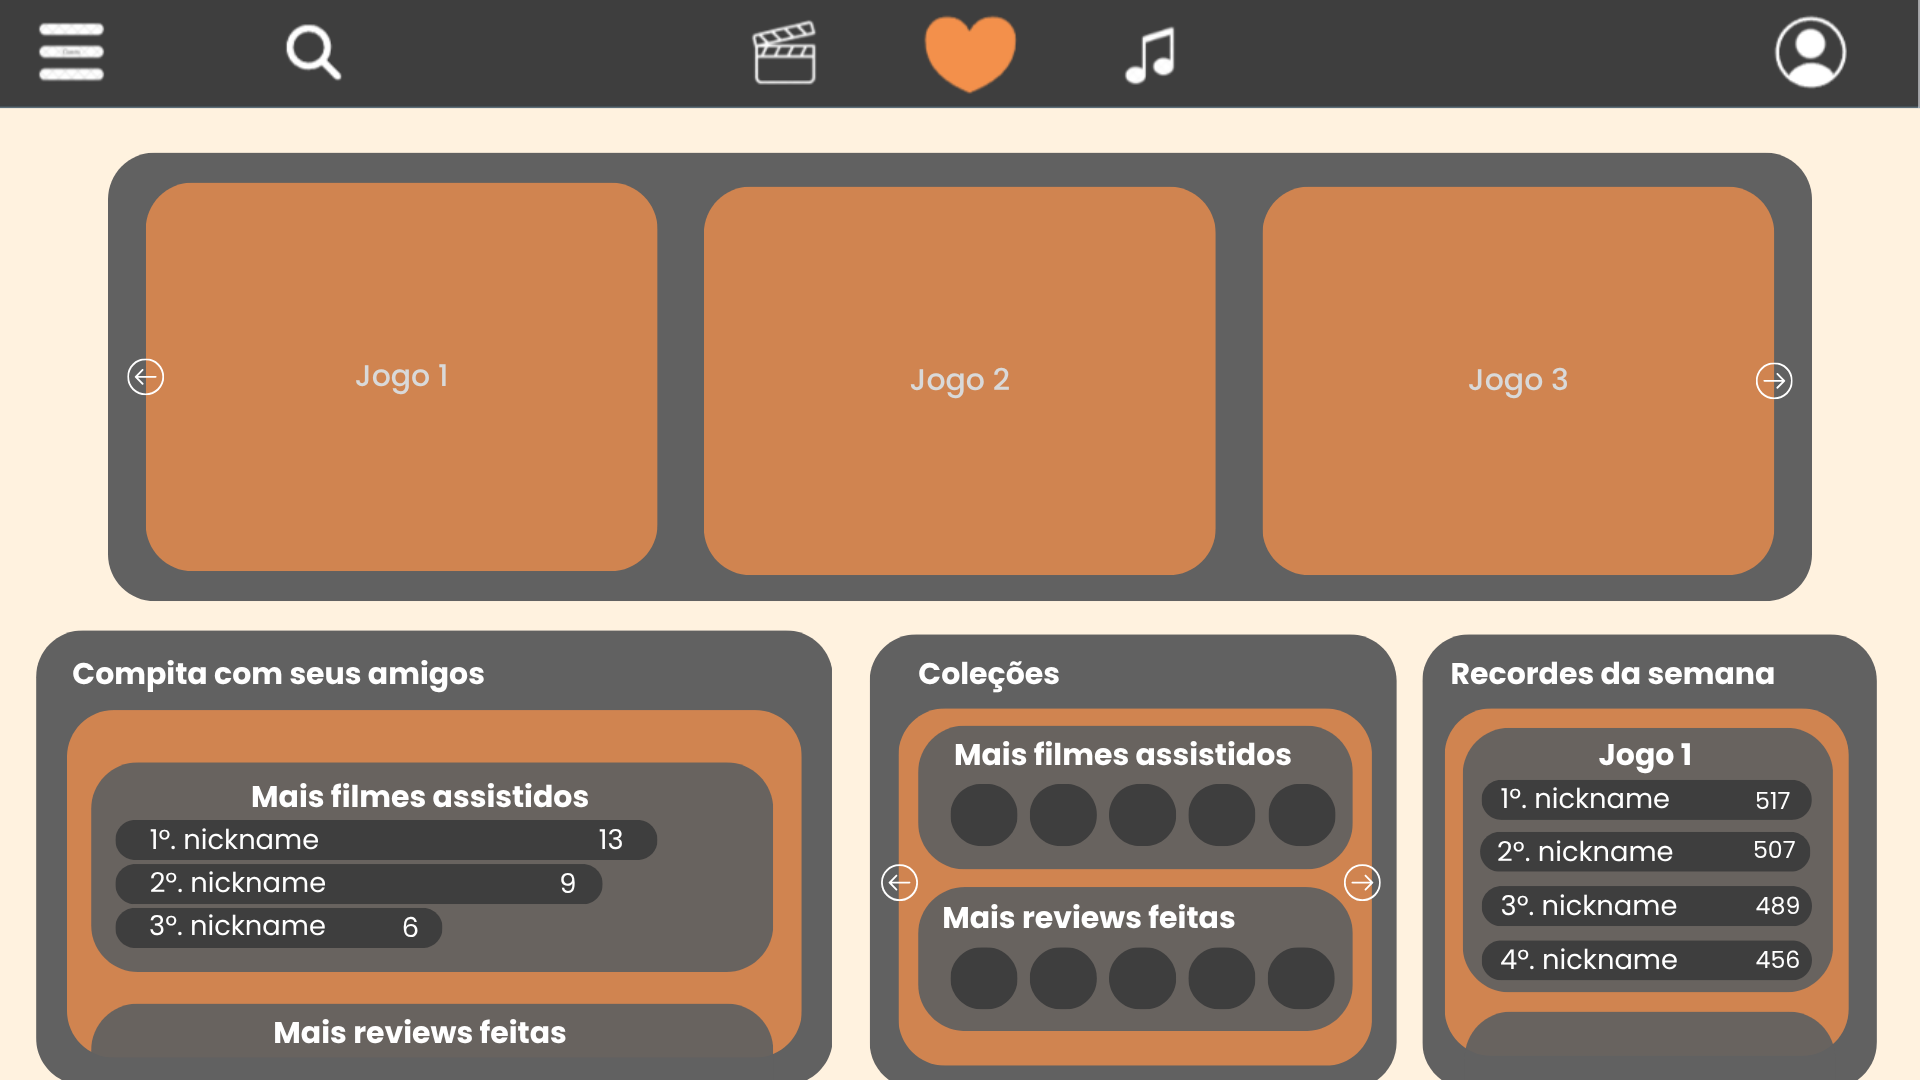 Jogo 1
Jogo 2
Jogo 3
Compita com seus amigos
Mais filmes assistidos
1º. nickname 13
2º. nickname 9
3º. nickname 6
Mais reviews feitas
Coleções
Mais filmes assistidos
Mais reviews feitas
Recordes da semana
Jogo 1
1º. nickname 517
2º. nickname 507
3º. nickname 489
4º. nickname 456